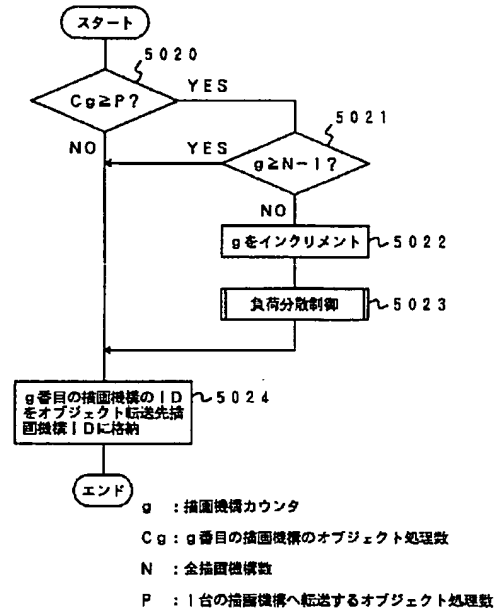 スタート
5020
Cg≧P?
YES
5021
NO
YES
g≧N-1?
NO
gをインクリメント
5022
負荷分散制御
5023
g番目の描画機構のID
をオブジェクト転送先描
画機構IDに格納
5024
エンド
g :描画機構カウンタ
Cg:g番目の描画機構のオブジェクト処理数
N :全描画機構数
P :1台の描画機構へ転送するオブジェクト処理数